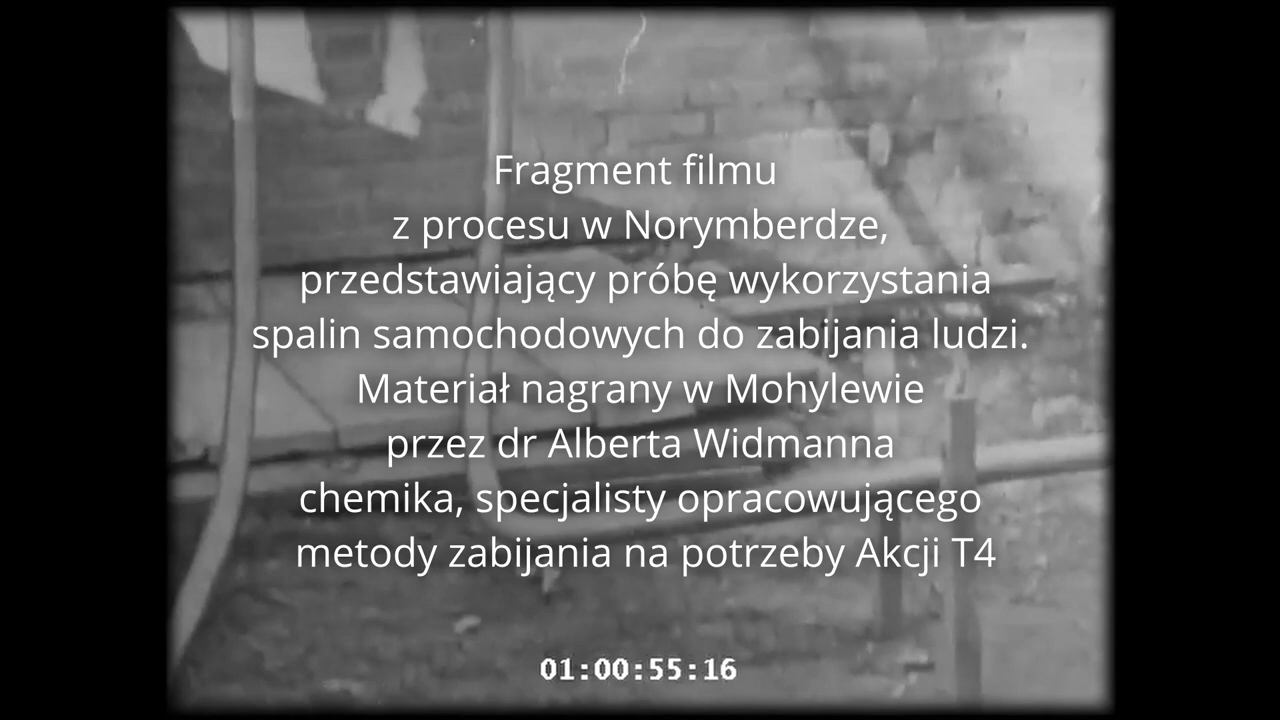 Fragment filmu
z procesu w Norymberdze,
przedstawiający próbę wykorzystania
spalin samochodowych do zabijania ludzi.
Materiał nagrany w Mohylewie
przez dr Alberta Widmanna
chemika, specjalisty opracowującego
metody zabijania na potrzeby Akcji T4
01:00:55:16